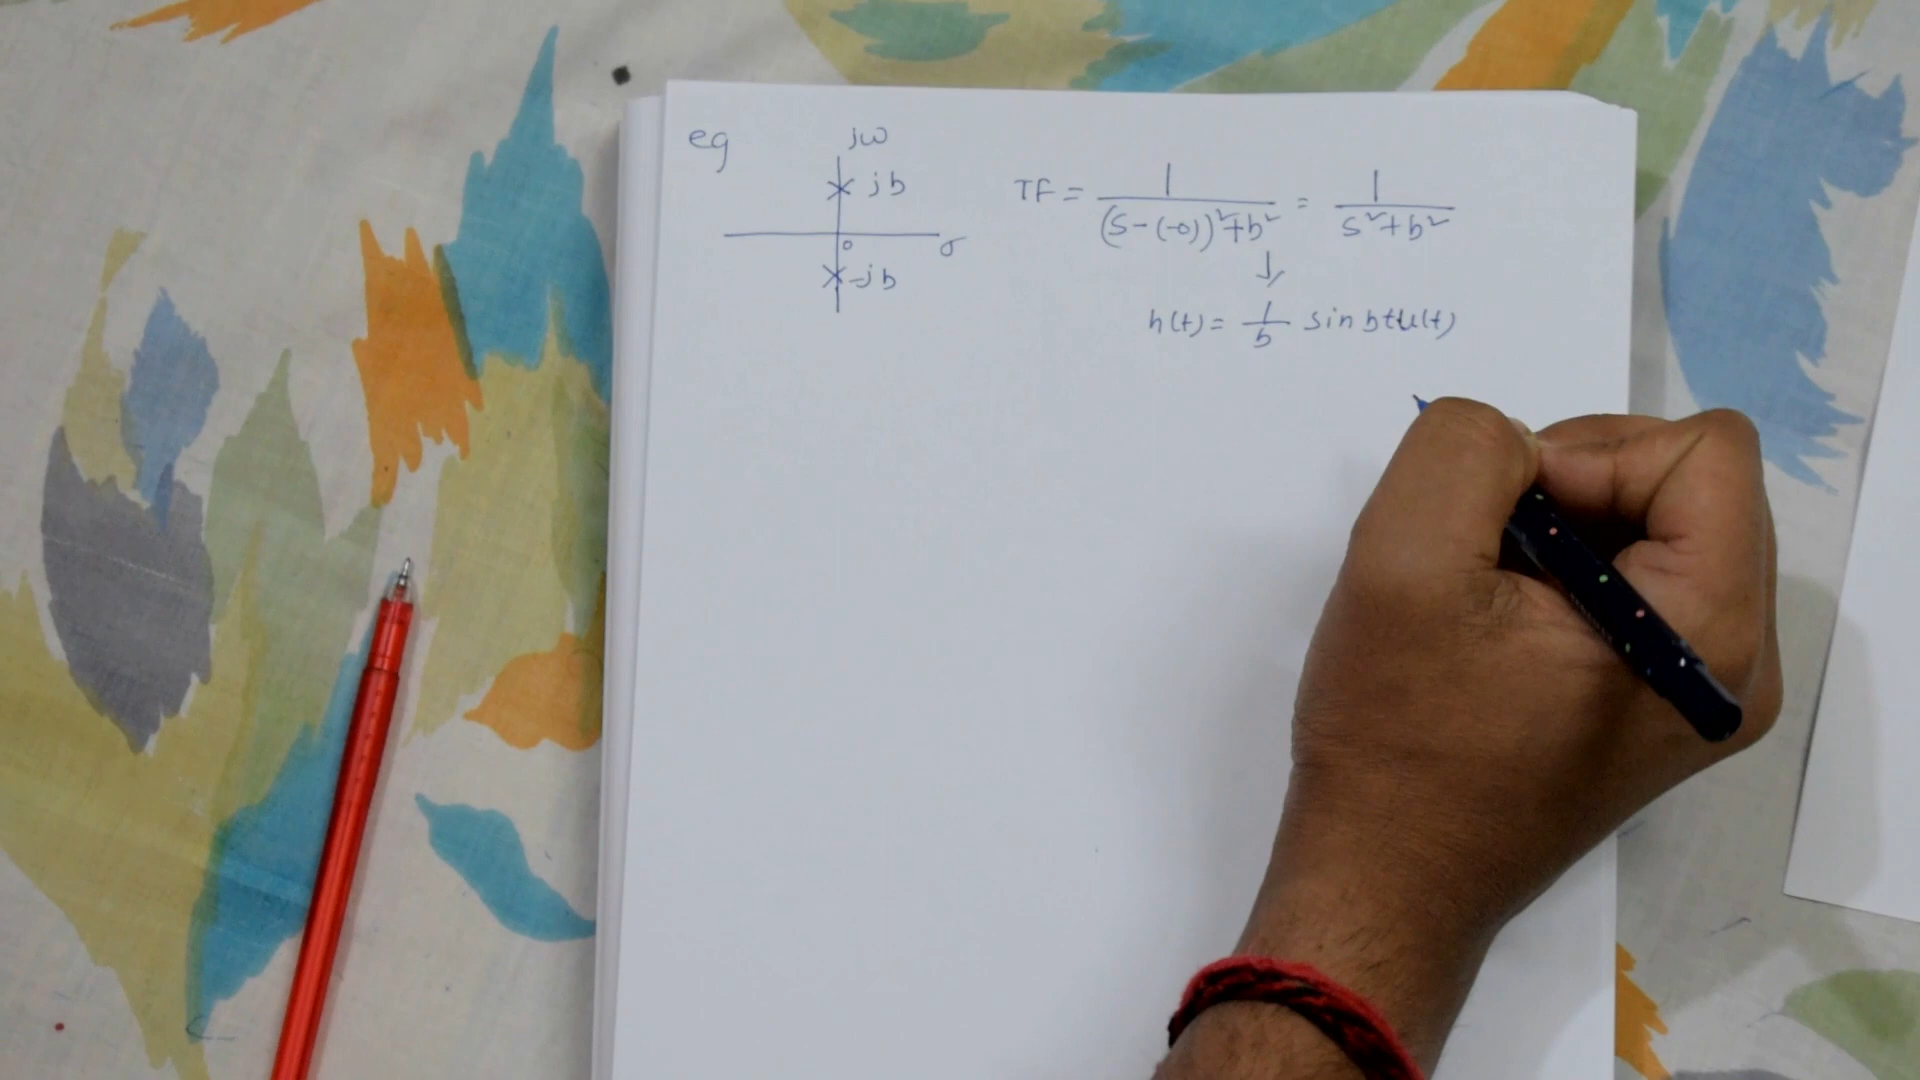 eg
jω
jb
0 σ
-jb
TF = 1/((s-(-0))²+b²) = 1/(s²+b²)
↓
h(t) = 1/b sin bt u(t)